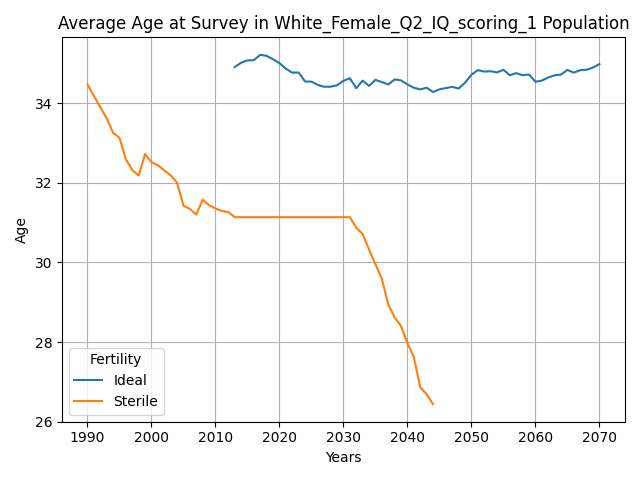 Average Age at Survey in White_Female_Q2_IQ_scoring_1 Population
Age
34
32
30
28
26
Fertility
Ideal
Sterile
1990 2000 2010 2020 2030 2040 2050 2060 2070
Years